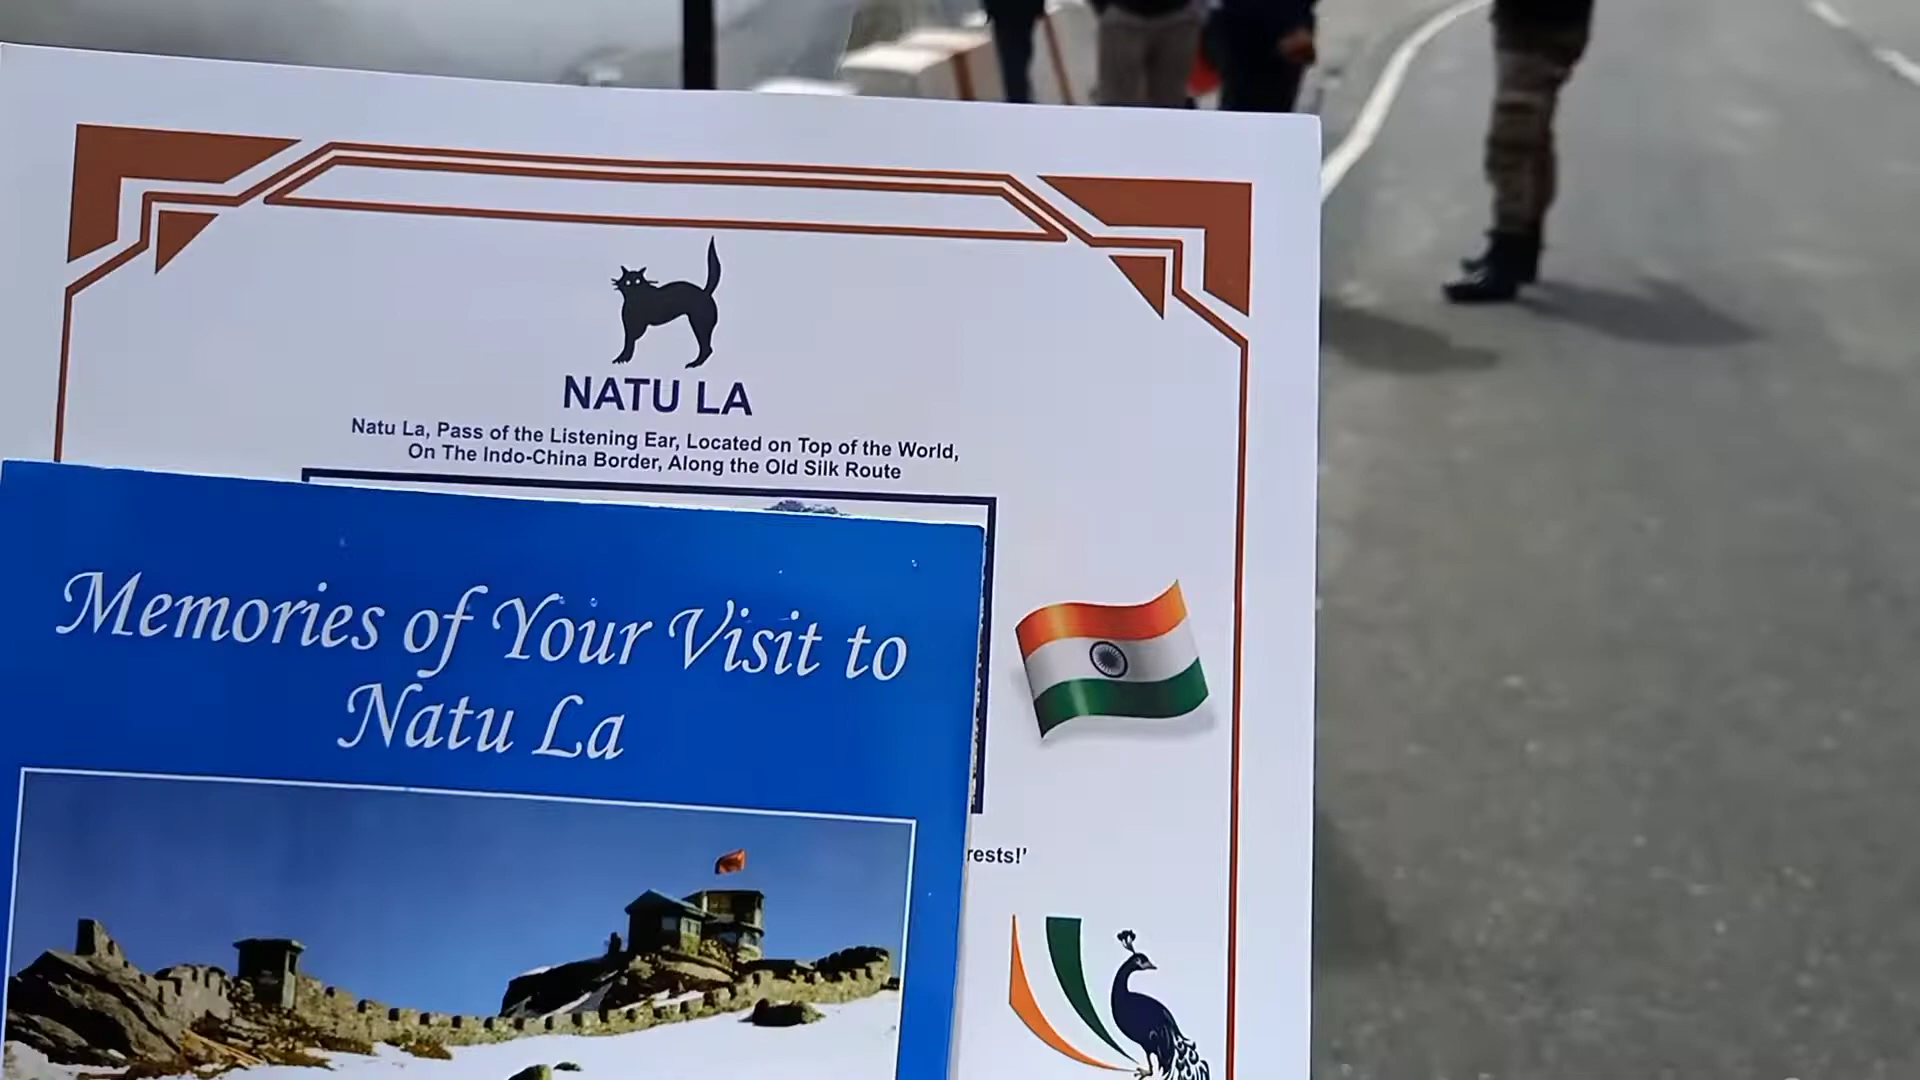 NATU LA
Natu La, Pass of the Listening Ear, Located on Top of the World,
On The Indo-China Border, Along the Old Silk Route
Memories of Your Visit to
Natu La
rests!’